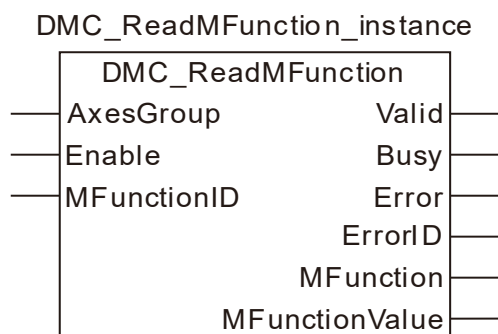 DMC_ReadMFunction_instance
DMC_ReadMFunction
AxesGroup Valid
Enable Busy
MFunctionID Error
ErrorID
MFunction
MFunctionValue